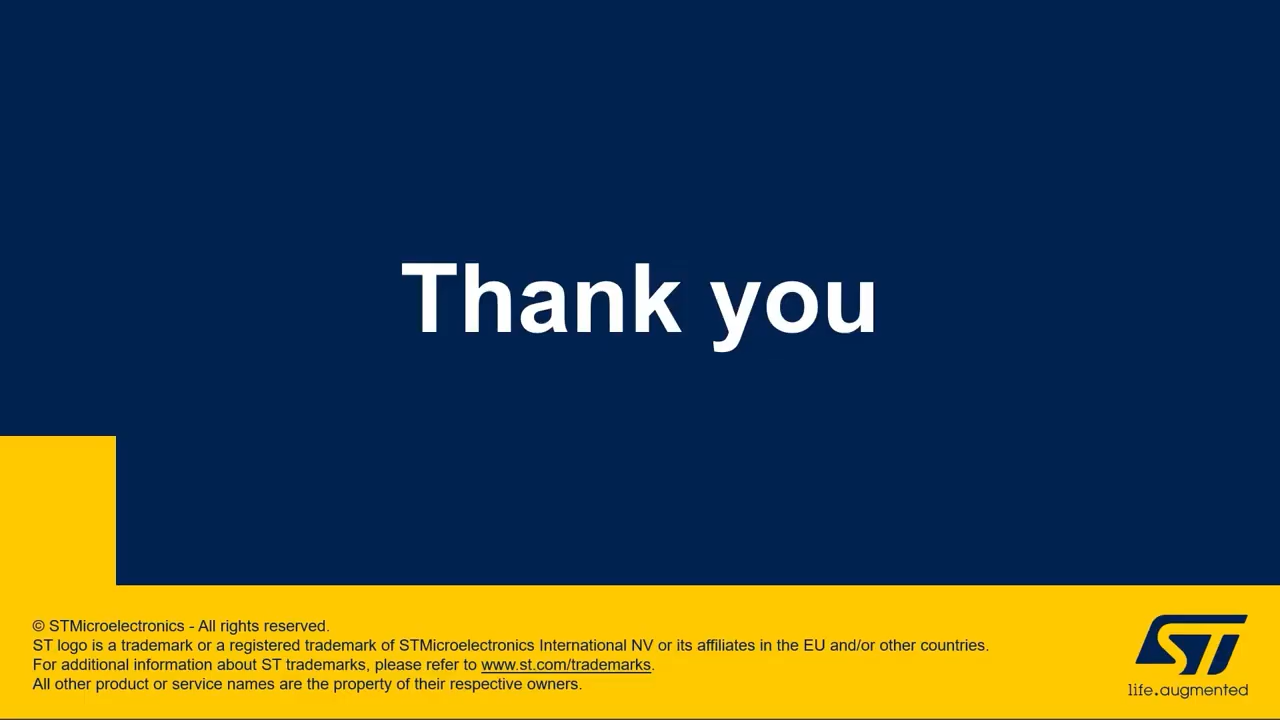 Thank you
© STMicroelectronics - All rights reserved.
ST logo is a trademark or a registered trademark of STMicroelectronics International NV or its affiliates in the EU and/or other countries.
For additional information about ST trademarks, please refer to www.st.com/trademarks.
All other product or service names are the property of their respective owners.
ST
life.augmented